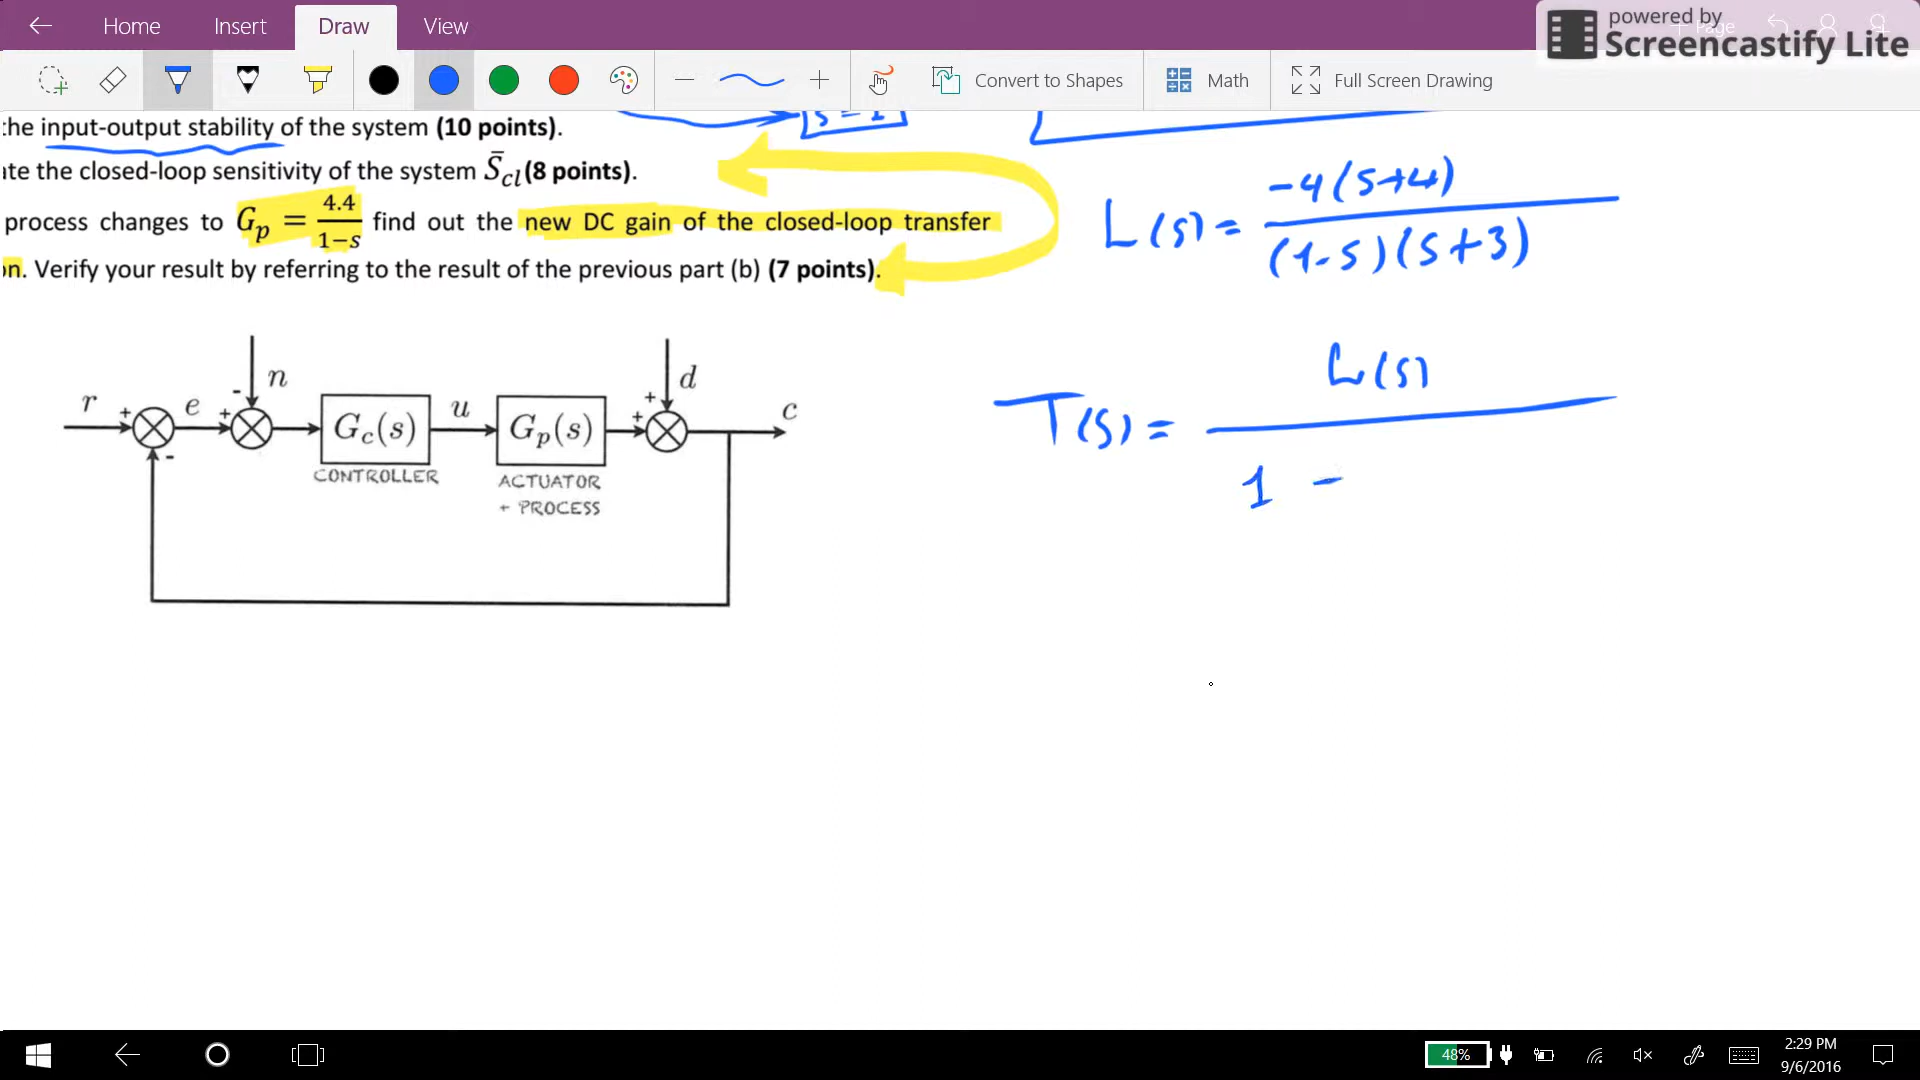 Home Insert Draw View
+ Page
powered by
Screencastify Lite
Convert to Shapes Math Full Screen Drawing
the input-output stability of the system (10 points).
ate the closed-loop sensitivity of the system S̄cl (8 points).
process changes to Gp = 4.4/1−s find out the new DC gain of the closed-loop transfer
on. Verify your result by referring to the result of the previous part (b) (7 points).
L(s) = -4(s+4)
(1-s)(s+3)
T(s) = L(s)
1 -
r + e + - n Gc(s) u Gp(s) + + d c
-
CONTROLLER
ACTUATOR
+ PROCESS
48%
2:29 PM
9/6/2016